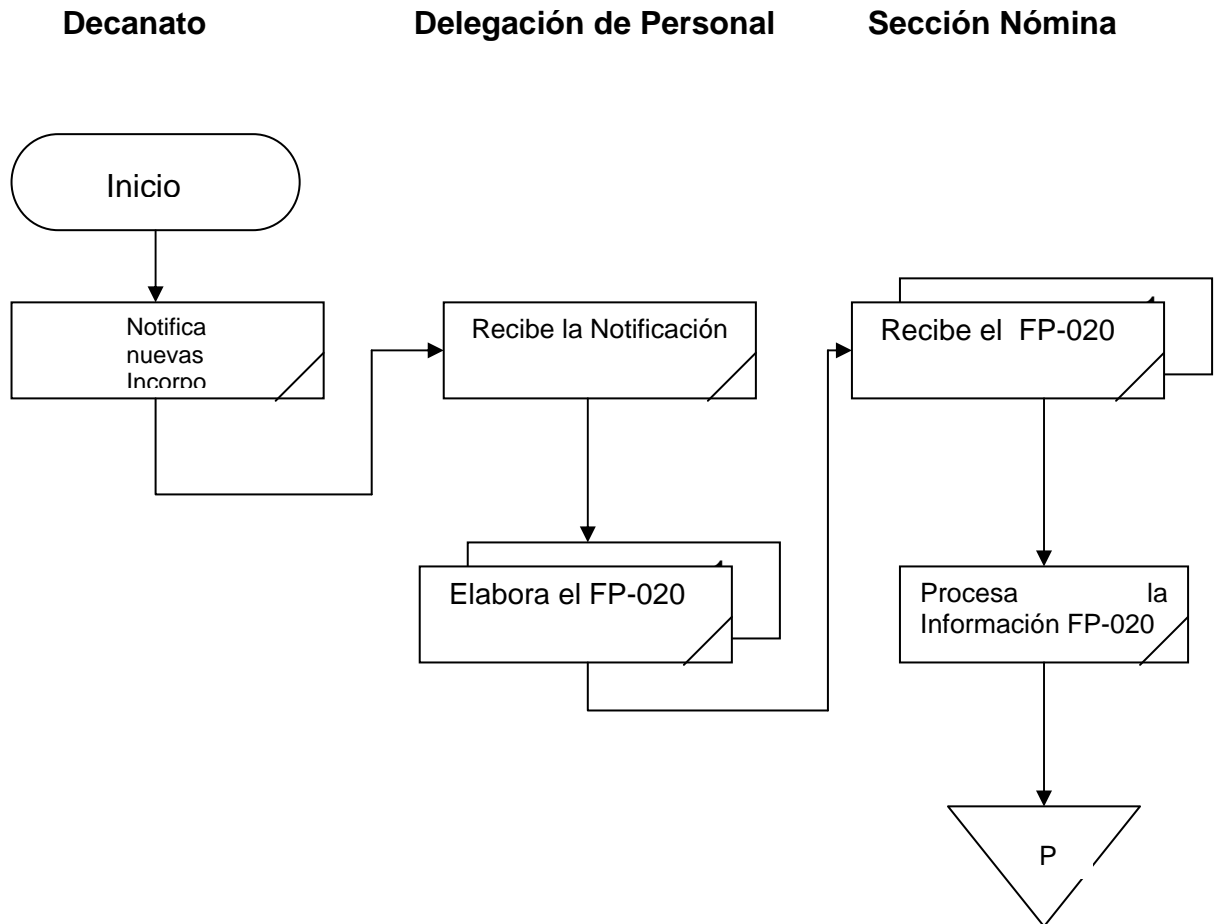 Decanato Delegación de Personal Sección Nómina
Inicio
Notifica
nuevas
Incorpo
Recibe la Notificación
Elabora el FP-020
Recibe el FP-020
Procesa la
Información FP-020
P